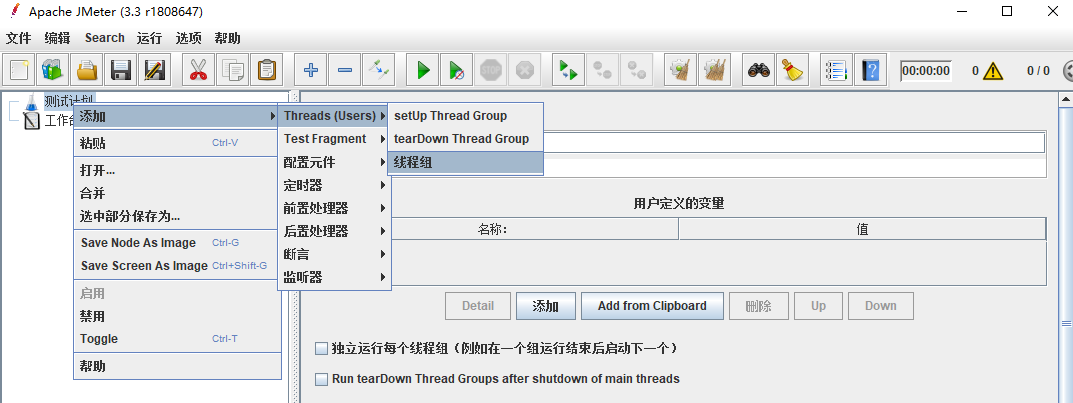 Apache JMeter (3.3 r1808647)
文件 编辑 Search 运行 选项 帮助
00:00:00 0 0 / 0
测试计划
工作台
添加
粘贴 Ctrl-V
打开...
合并
选中部分保存为...
Save Node As Image Ctrl-G
Save Screen As Image Ctrl+Shift-G
启用
禁用
Toggle Ctrl-T
帮助
Threads (Users)
Test Fragment
配置元件
定时器
前置处理器
后置处理器
断言
监听器
setUp Thread Group
tearDown Thread Group
线程组
用户定义的变量
名称: 值
Detail 添加 Add from Clipboard 删除 Up Down
独立运行每个线程组（例如在一个组运行结束后启动下一个）
Run tearDown Thread Groups after shutdown of main threads